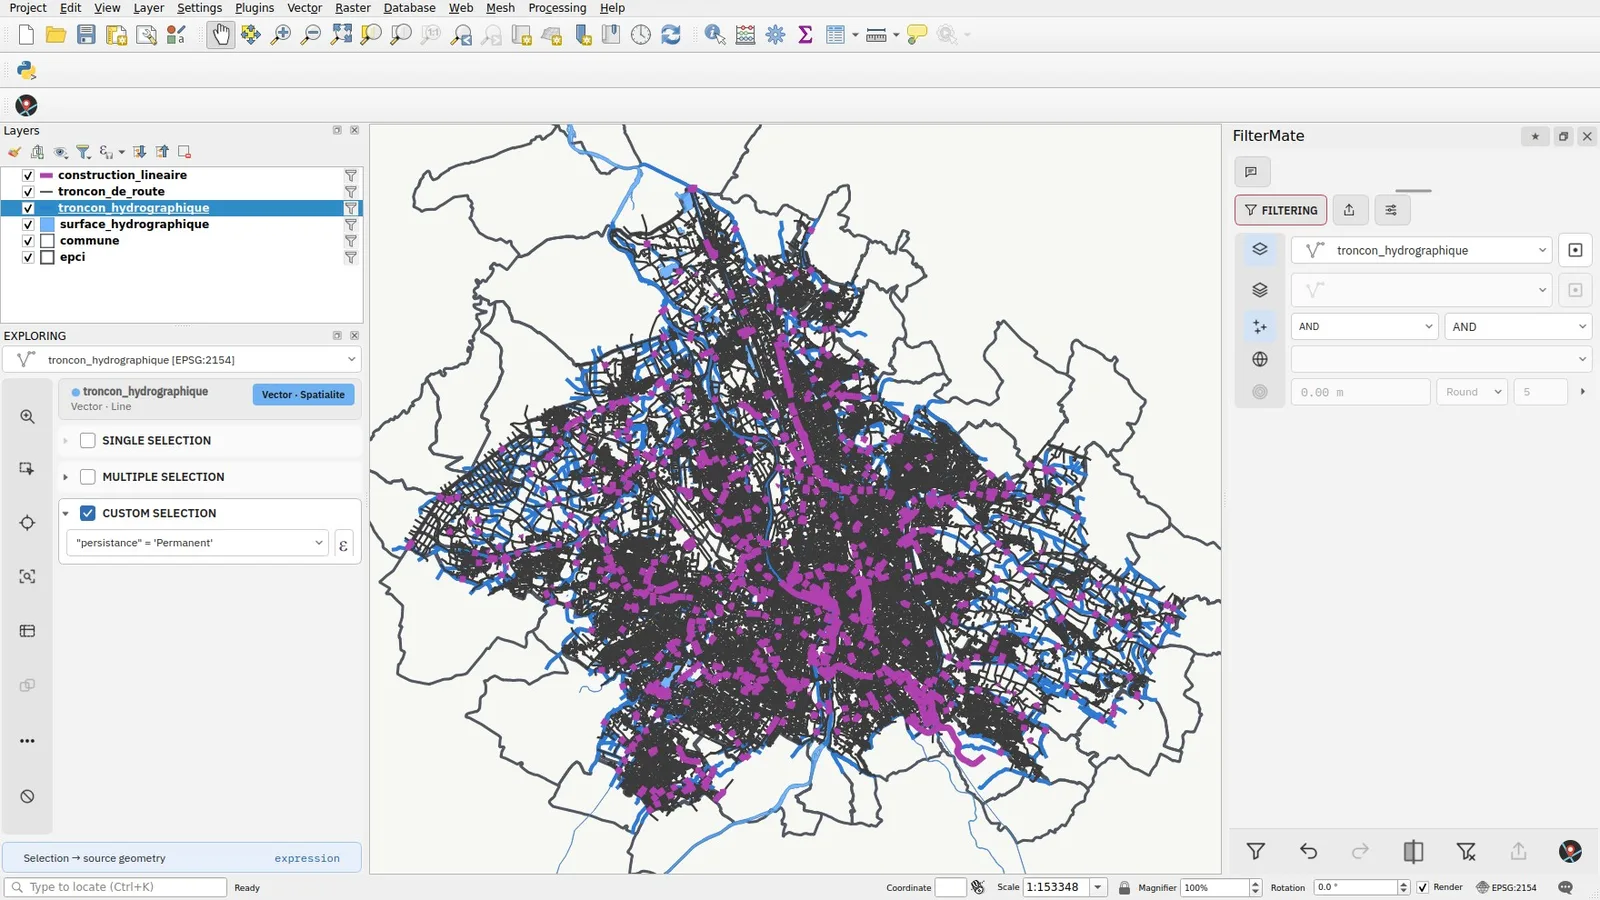 Project Edit View Layer Settings Plugins Vector Raster Database Web Mesh Processing Help
Layers
construction_lineaire
troncon_de_route
troncon_hydrographique
surface_hydrographique
commune
epci
EXPLORING
troncon_hydrographique [EPSG:2154]
troncon_hydrographique
Vector · Line
Vector · Spatialite
SINGLE SELECTION
MULTIPLE SELECTION
CUSTOM SELECTION
"persistance" = 'Permanent'
ε
Selection → source geometry
expression
FilterMate
FILTERING
troncon_hydrographique
AND
AND
0.00 m
Round
5
Type to locate (Ctrl+K)
Ready
Coordinate
Scale
1:153348
Magnifier
100%
Rotation
0.0 °
Render
EPSG:2154